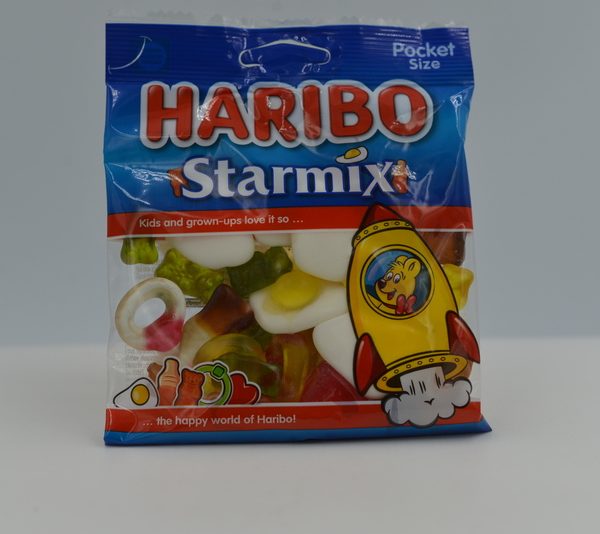 Pocket
Size
HARIBO
Starmix
Kids and grown-ups love it so ...
... the happy world of Haribo!